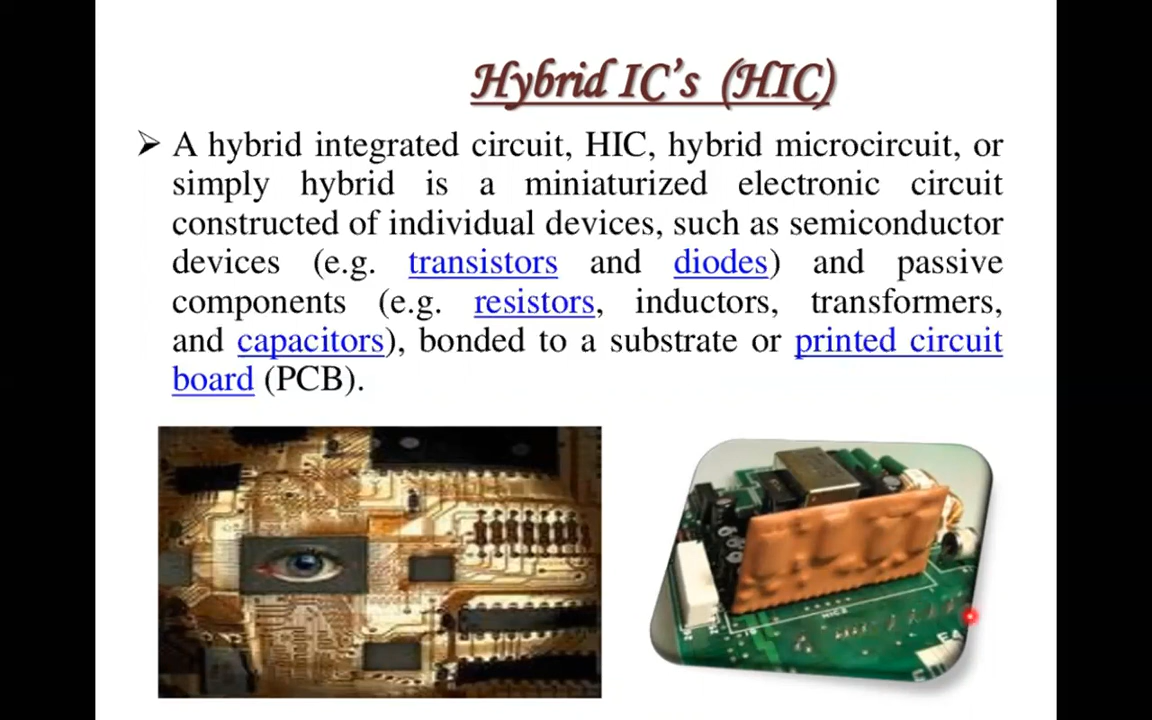 Hybrid IC's (HIC)
A hybrid integrated circuit, HIC, hybrid microcircuit, or
simply hybrid is a miniaturized electronic circuit
constructed of individual devices, such as semiconductor
devices (e.g. transistors and diodes) and passive
components (e.g. resistors, inductors, transformers,
and capacitors), bonded to a substrate or printed circuit
board (PCB).